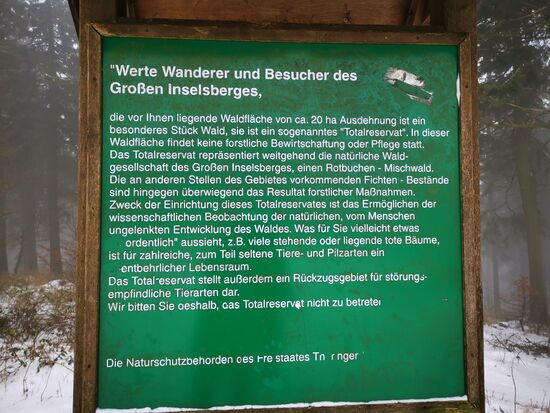 "Werte Wanderer und Besucher des
Großen Inselsberges,
die vor Ihnen liegende Waldfläche von ca. 20 ha Ausdehnung ist ein
besonderes Stück Wald, sie ist ein sogenanntes "Totalreservat". In dieser
Waldfläche findet keine forstliche Bewirtschaftung oder Pflege statt.
Das Totalreservat repräsentiert weitgehend die natürliche Wald-
gesellschaft des Großen Inselsberges, einen Rotbuchen - Mischwald.
Die an anderen Stellen des Gebietes vorkommenden Fichten - Bestände
sind hingegen überwiegend das Resultat forstlicher Maßnahmen.
Zweck der Einrichtung dieses Totalreservates ist das Ermöglichen der
wissenschaftlichen Beobachtung der natürlichen, vom Menschen
ungelenkten Entwicklung des Waldes. Was für Sie vielleicht etwas
ordentlich" aussieht, z.B. viele stehende oder liegende tote Bäume,
ist für zahlreiche, zum Teil seltene Tiere- und Pilzarten ein
entbehrlicher Lebensraum.
Das Total eservat stellt außerdem ein Rückzugsgebiet für störungs-
empfindliche Tierarten dar.
Wir bitten Sie deshalb, das Totalreservat nicht zu betreten
Die Naturschutzbehörden des Freistaates Th ringer